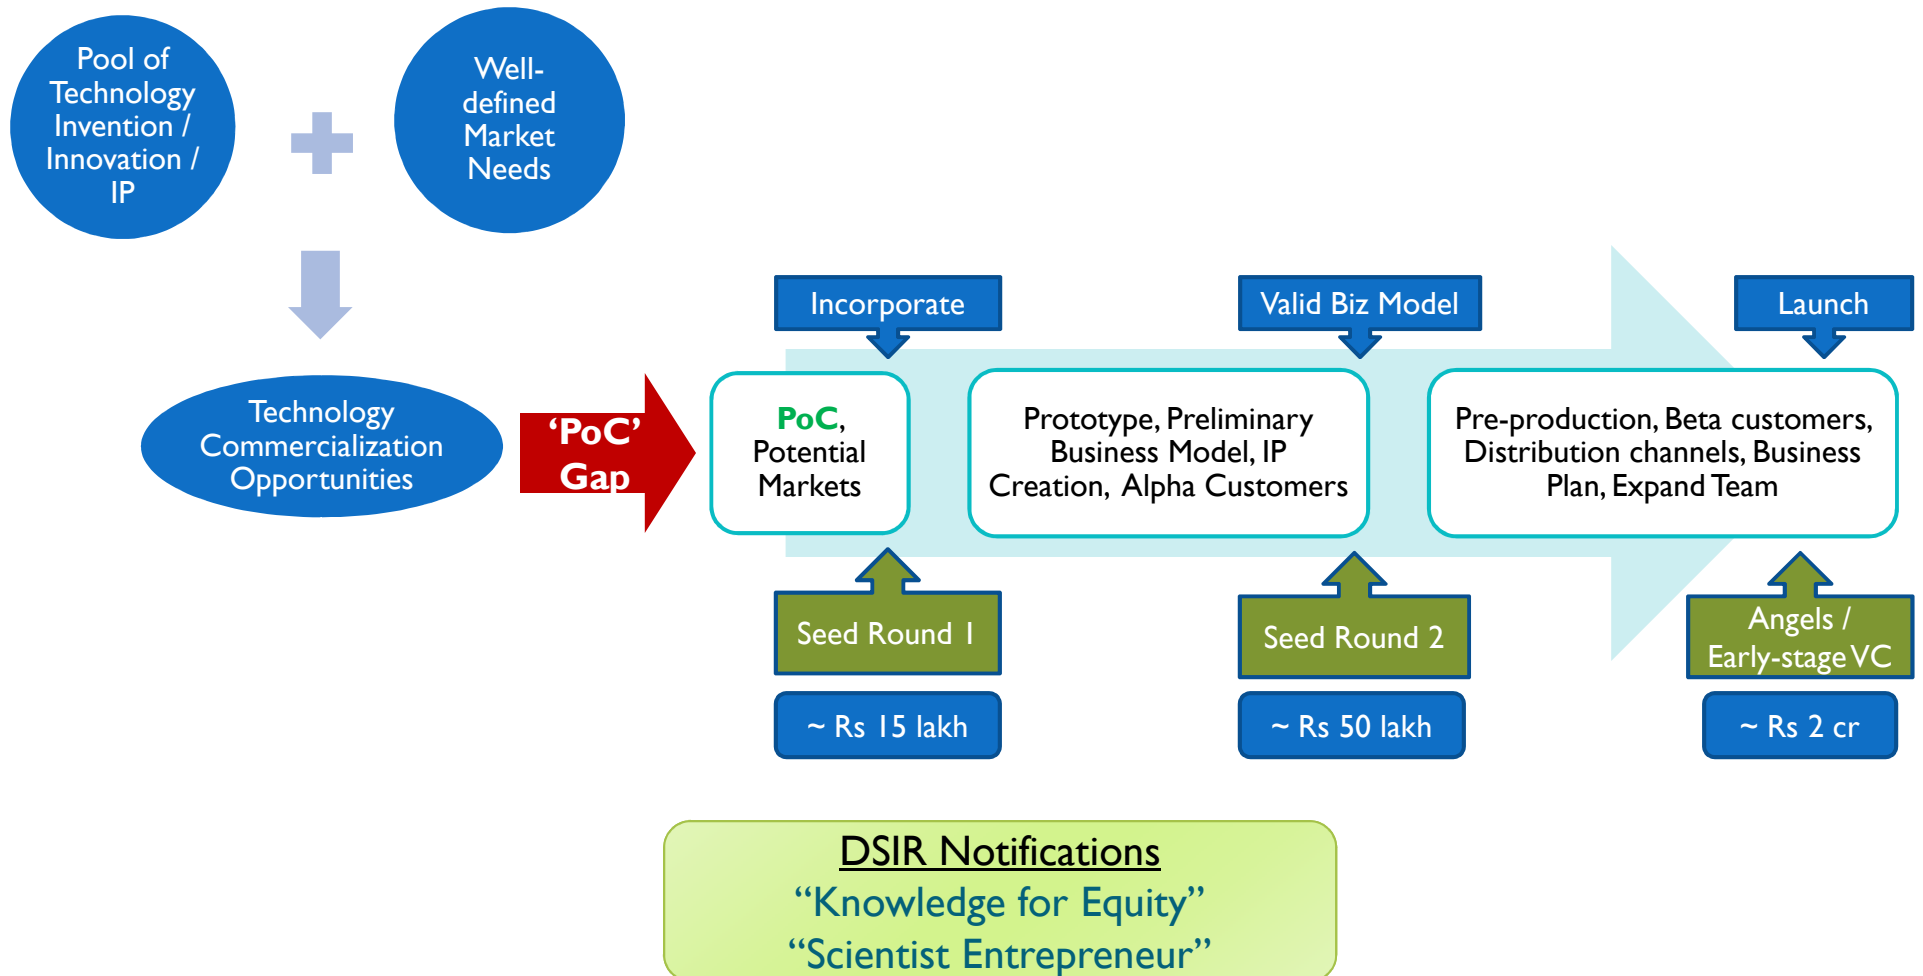 Pool of
Technology
Invention /
Innovation /
IP
Well-
defined
Market
Needs
Technology
Commercialization
Opportunities
‘PoC’
Gap
Incorporate
Valid Biz Model
Launch
PoC,
Potential
Markets
Prototype, Preliminary
Business Model, IP
Creation, Alpha Customers
Pre-production, Beta customers,
Distribution channels, Business
Plan, Expand Team
Seed Round 1
Seed Round 2
Angels /
Early-stage VC
~ Rs 15 lakh
~ Rs 50 lakh
~ Rs 2 cr
DSIR Notifications
“Knowledge for Equity”
“Scientist Entrepreneur”